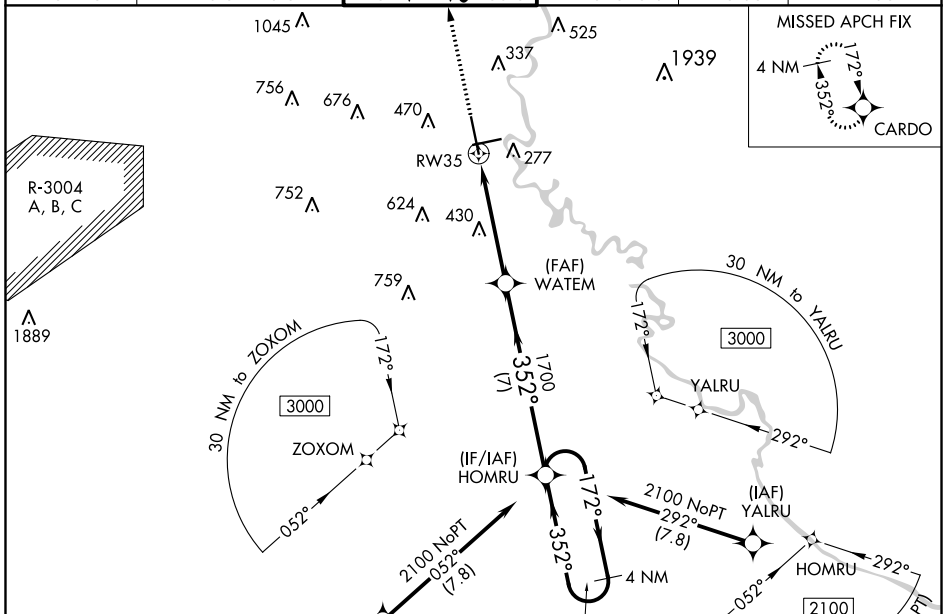 1045
525
MISSED APCH FIX
337
1939
4 NM
172°
352°
CARDO
756
676
470
RW35
277
R-3004
A, B, C
752
624
430
(FAF)
WATEM
759
1889
30 NM to ZOXOM
172°
3000
ZOXOM
052°
1700
352°
(7)
30 NM to YALRU
172°
3000
YALRU
292°
(IF/IAF)
HOMRU
172°
352°
4 NM
2100 NoPT
052°
(7.8)
2100 NoPT
292°
(7.8)
(IAF)
YALRU
HOMRU
292°
052°
2100
PT)